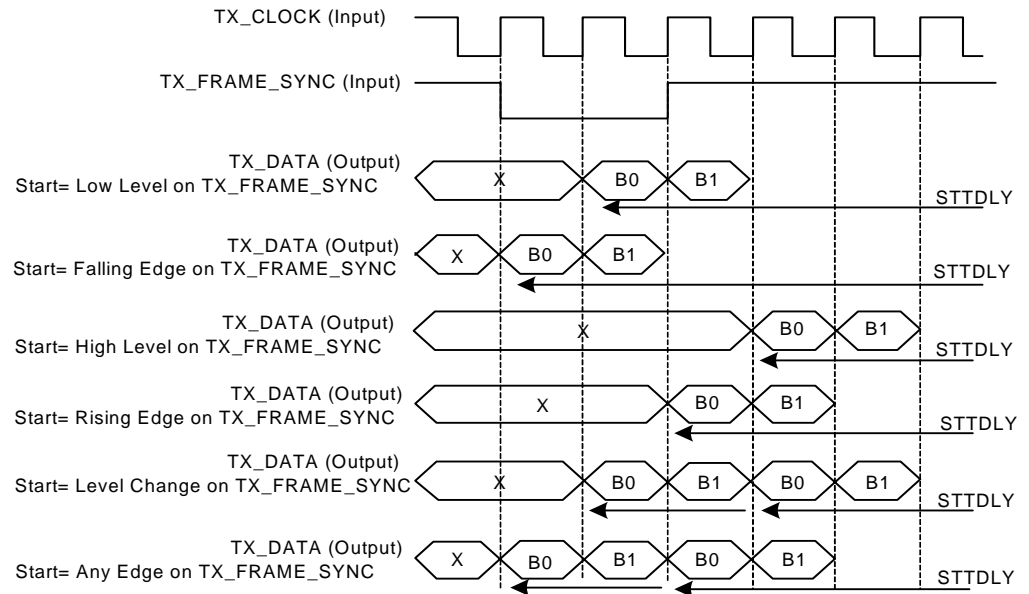 TX_CLOCK (Input)
TX_FRAME_SYNC (Input)
TX_DATA (Output)
Start= Low Level on TX_FRAME_SYNC
X B0 B1
STTDLY
TX_DATA (Output)
Start= Falling Edge on TX_FRAME_SYNC
X B0 B1
STTDLY
TX_DATA (Output)
Start= High Level on TX_FRAME_SYNC
X B0 B1
STTDLY
TX_DATA (Output)
Start= Rising Edge on TX_FRAME_SYNC
X B0 B1
STTDLY
TX_DATA (Output)
Start= Level Change on TX_FRAME_SYNC
X B0 B1 B0 B1
STTDLY
TX_DATA (Output)
Start= Any Edge on TX_FRAME_SYNC
X B0 B1 B0 B1
STTDLY